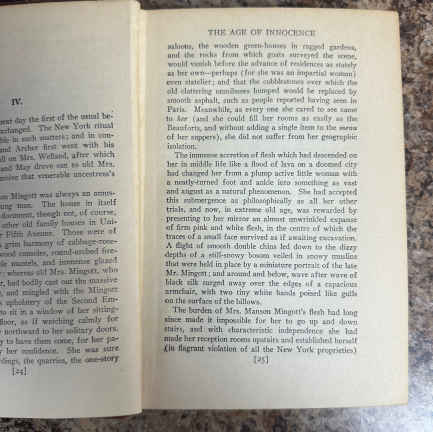 IV.
next day the first of the usual be-
exchanged. The New York ritual
ble in such matters; and in con-
and Archer first went with his
ll on Mrs. Welland, after which
and May drove out to old Mrs.
receive that venerable ancestress's
son Mingott was always an amus-
ung man. The house in itself
document, though not, of course,
other old family houses in Uni-
Fifth Avenue. Those were of
grim harmony of cabbage-rose-
wood consoles, round-arched fire-
ble mantels, and immense glazed
; whereas old Mrs. Mingott, who
, had bodily cast out the massive
, and mingled with the Mingott
upholstery of the Second Em-
to sit in a window of her sitting-
floor, as if watching calmly for
northward to her solitary doors.
y to have them come, for her pa-
her confidence. She was sure
dings, the quarries, the one-story
[24]
THE AGE OF INNOCENCE
saloons, the wooden green-houses in ragged gardens,
and the rocks from which goats surveyed the scene,
would vanish before the advance of residences as stately
as her own—perhaps (for she was an impartial woman)
even statelier; and that the cobblestones over which the
old clattering omnibuses bumped would be replaced by
smooth asphalt, such as people reported having seen in
Paris. Meanwhile, as every one she cared to see came
to her (and she could fill her rooms as easily as the
Beauforts, and without adding a single item to the menu
of her suppers), she did not suffer from her geographic
isolation.
The immense accretion of flesh which had descended on
her in middle life like a flood of lava on a doomed city
had changed her from a plump active little woman with
a neatly-turned foot and ankle into something as vast
and august as a natural phenomenon. She had accepted
this submergence as philosophically as all her other
trials, and now, in extreme old age, was rewarded by
presenting to her mirror an almost unwrinkled expanse
of firm pink and white flesh, in the centre of which the
traces of a small face survived as if awaiting excavation.
A flight of smooth double chins led down to the dizzy
depths of a still-snowy bosom veiled in snowy muslins
that were held in place by a miniature portrait of the late
Mr. Mingott; and around and below, wave after wave of
black silk surged away over the edges of a capacious
armchair, with two tiny white hands poised like gulls
on the surface of the billows.
The burden of Mrs. Manson Mingott's flesh had long
since made it impossible for her to go up and down
stairs, and with characteristic independence she had
made her reception rooms upstairs and established herself
(in flagrant violation of all the New York proprieties)
[25]